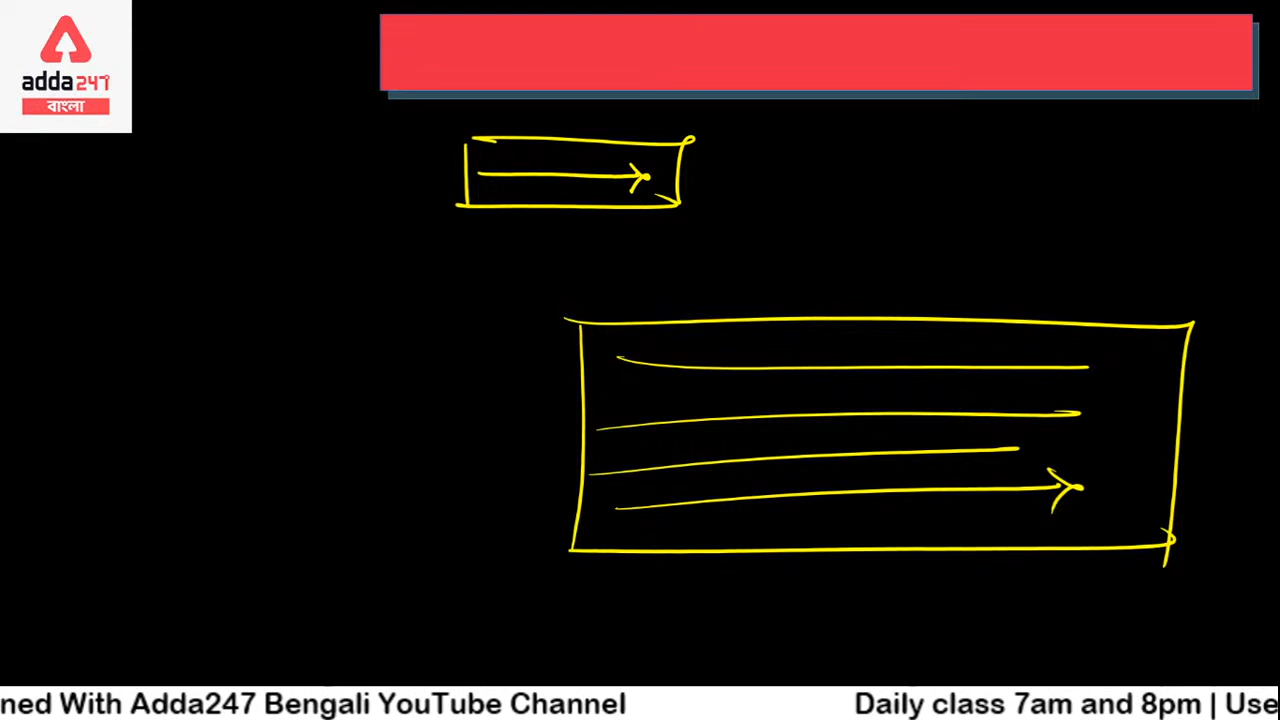 adda247
বাংলা
ned With Adda247 Bengali YouTube Channel
Daily class 7am and 8pm | Use